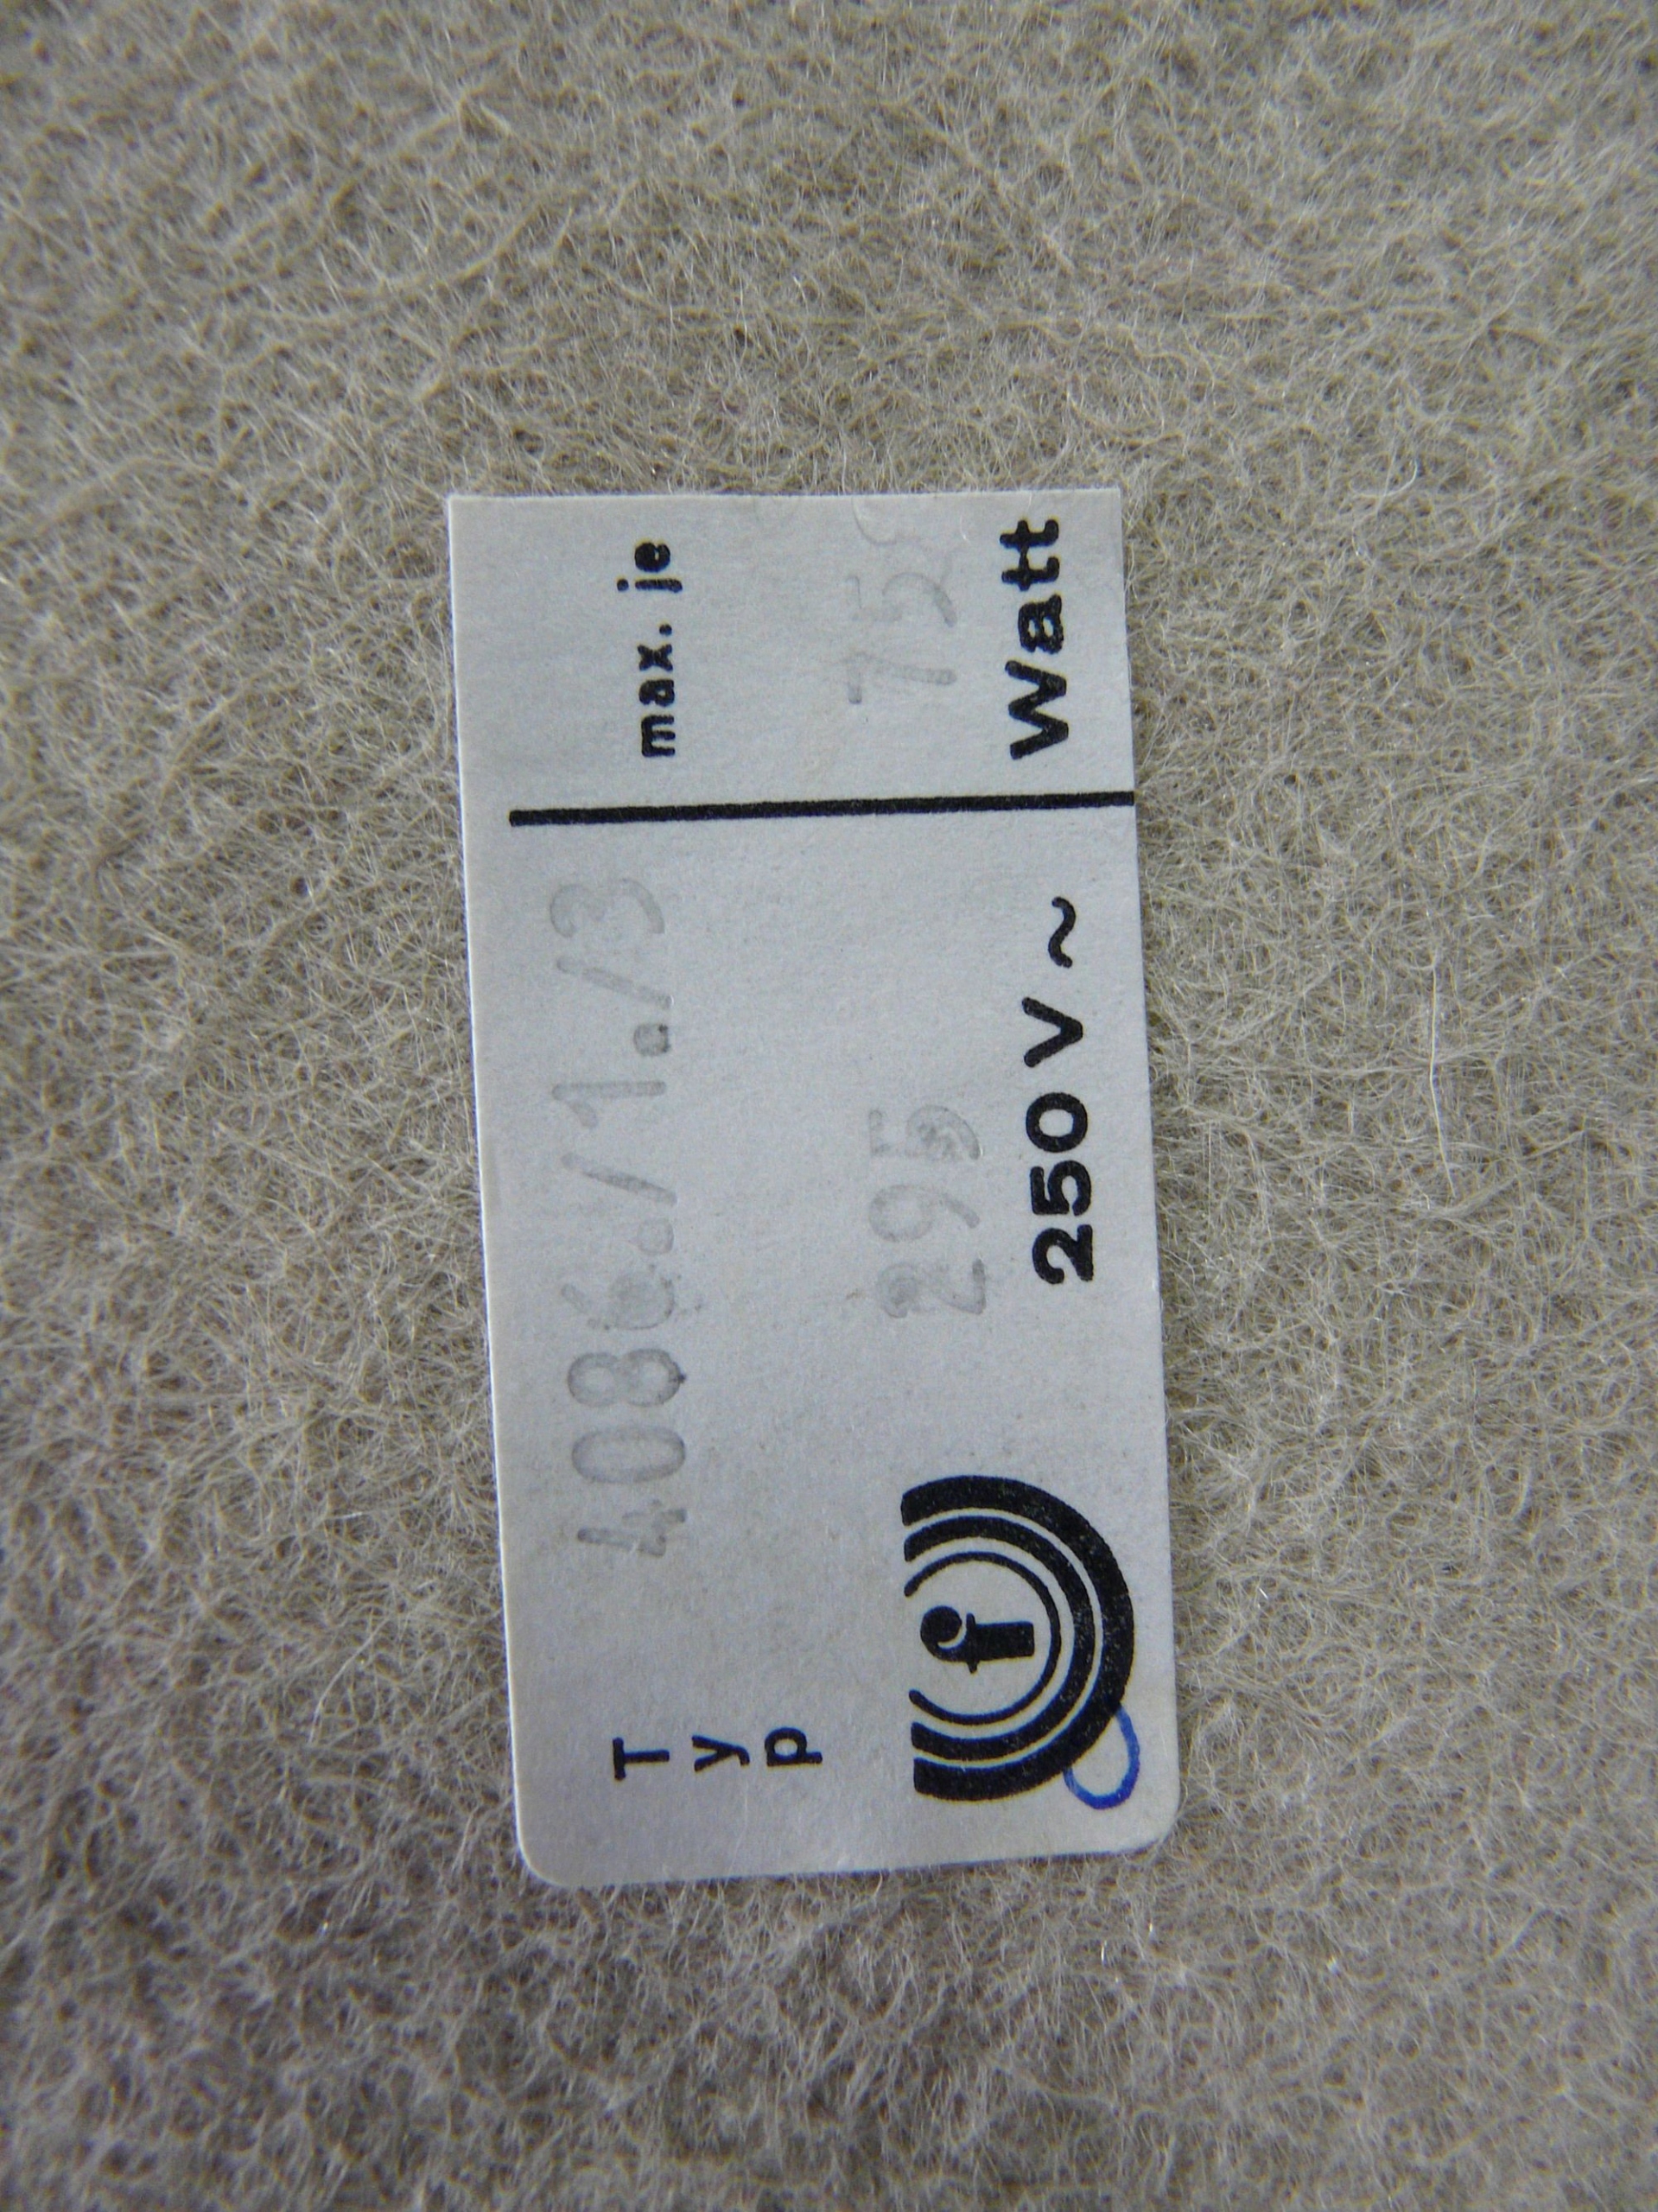 Typ 4086./1./3
295
250 V ~
max. je
75
Watt
f